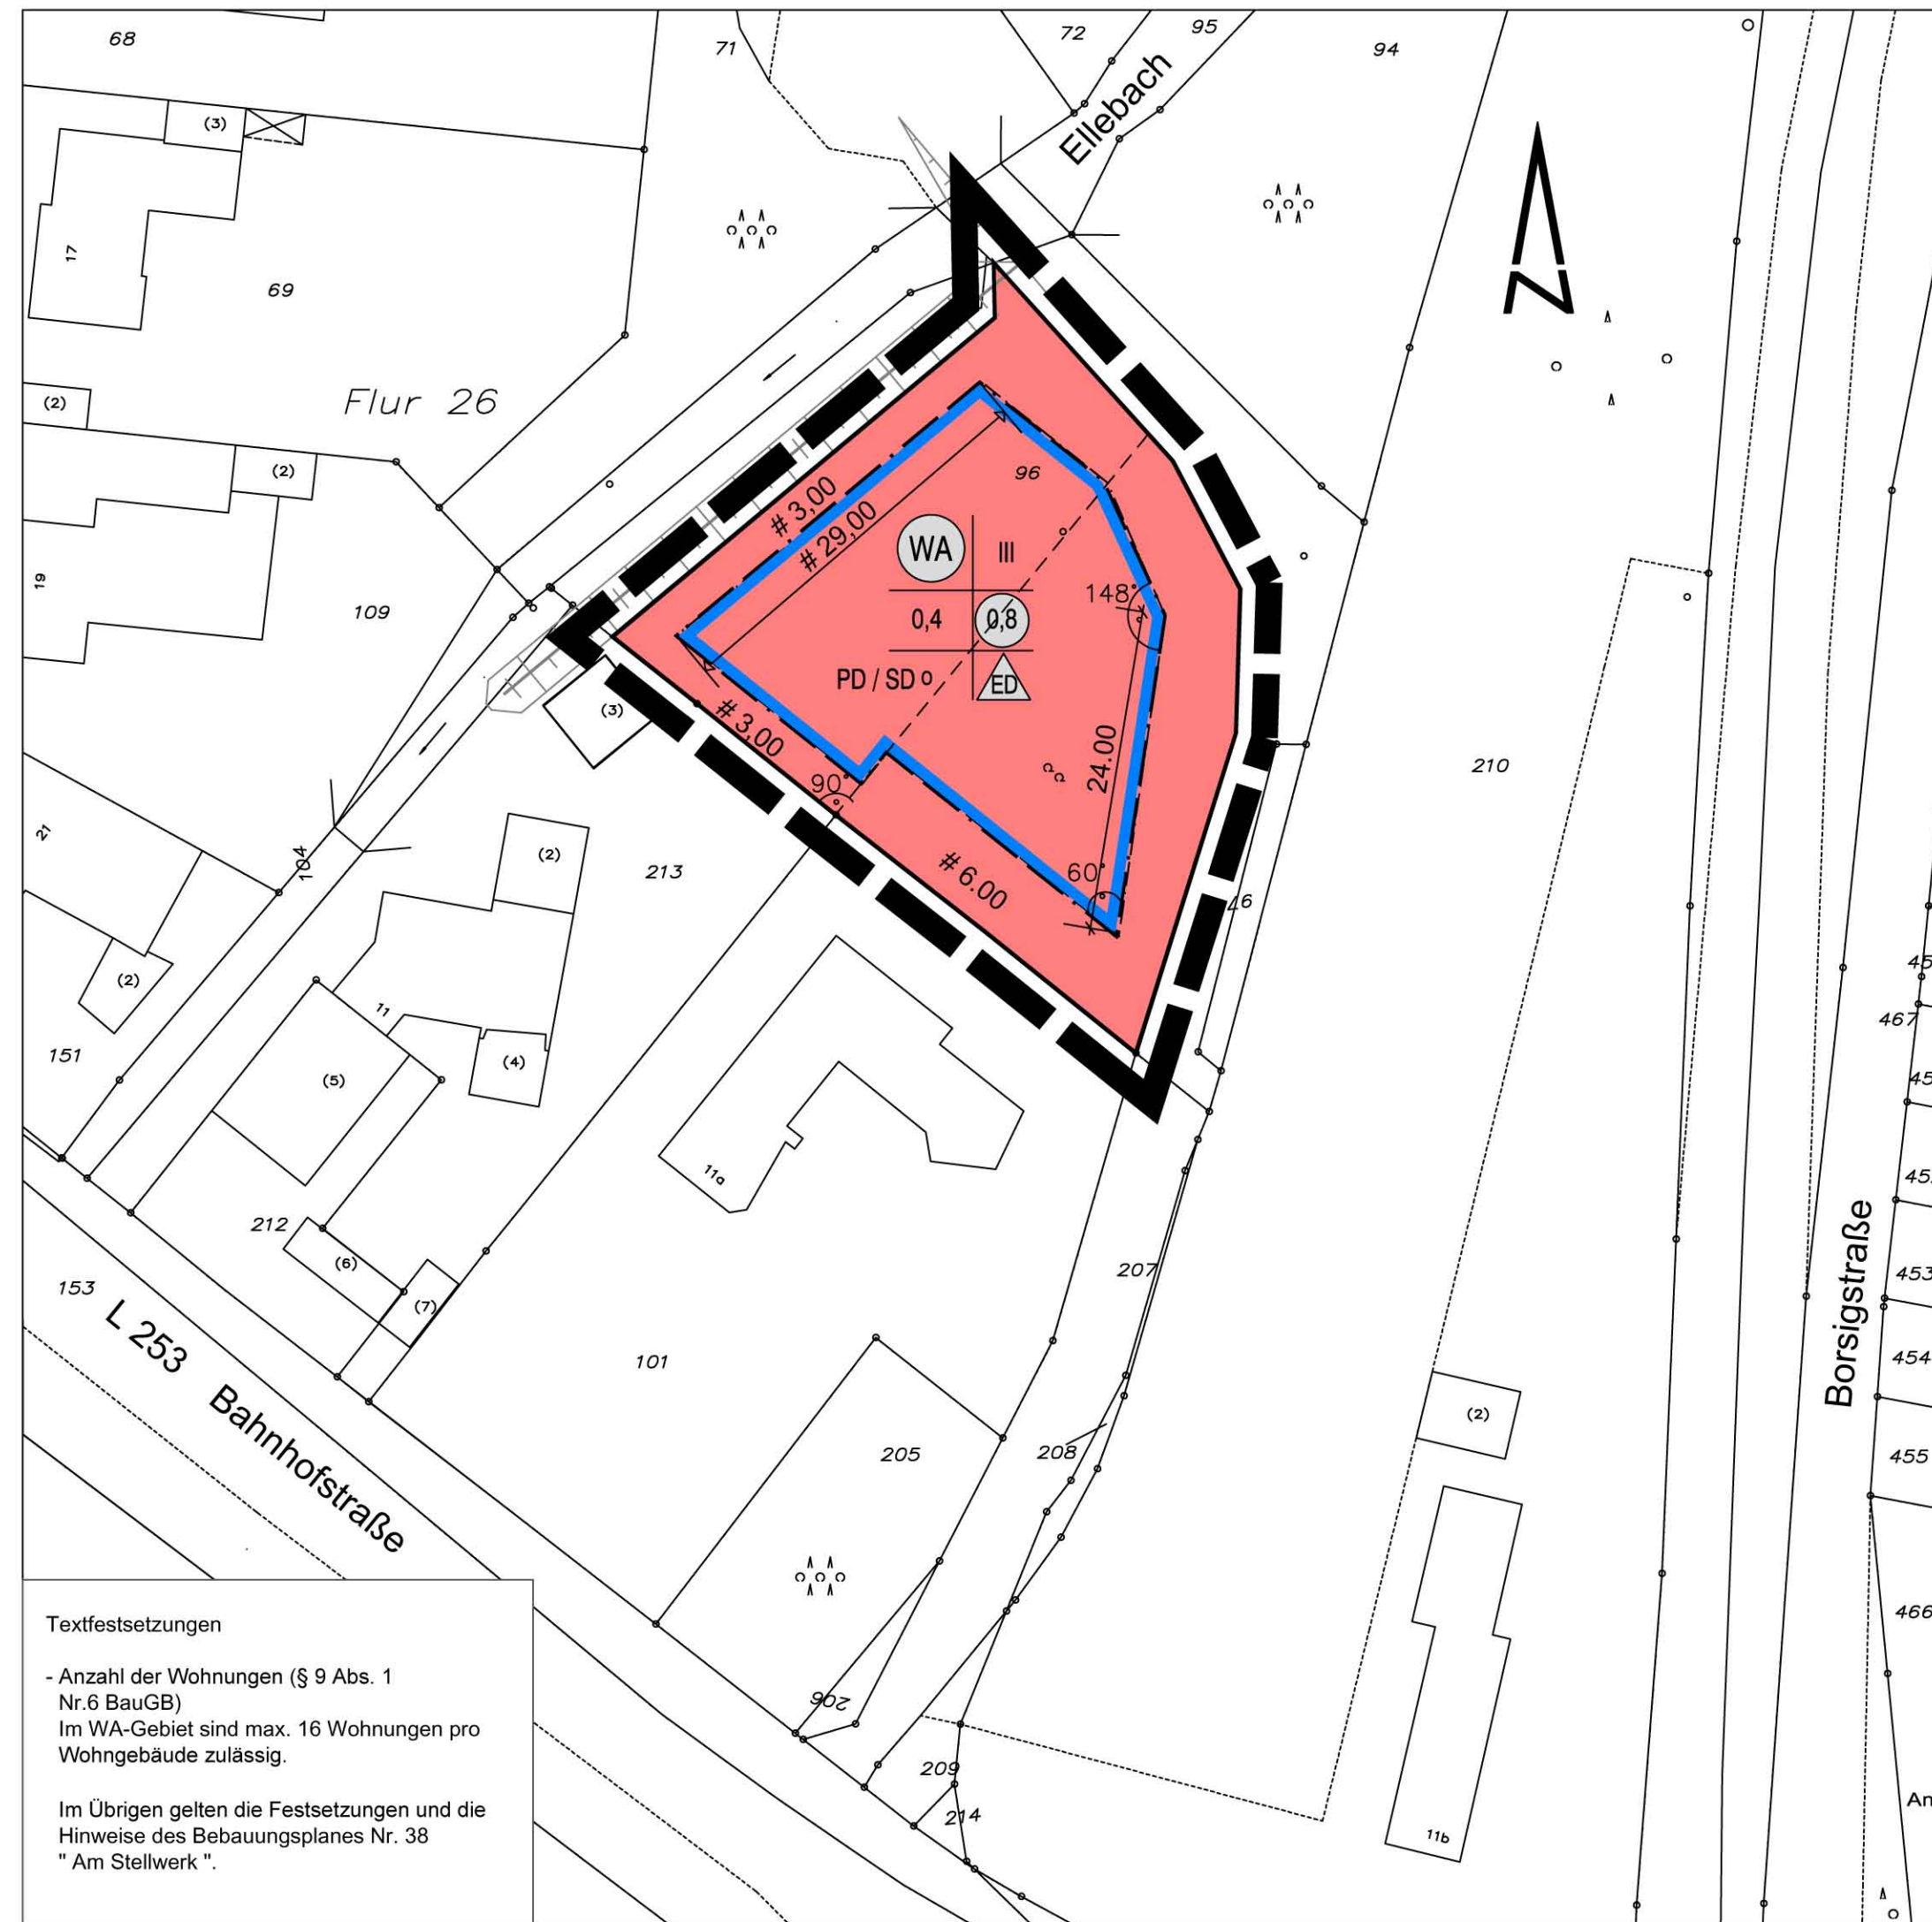 68
71
72
95
94
Ellebach
(3)
17
69
Flur 26
(2)
(2)
19
109
96
# 3,00
# 29,00
WA
III
148°
0,4
0,8
PD / SD o
ED
# 3,00
(3)
90°
24.00
60°
# 6.00
46
210
21
104
(2)
213
(2)
11
151
(5)
(4)
11a
212
(6)
(7)
153
L 253 Bahnhofstraße
101
207
205
208
206
209
214
(2)
11b
Borsigstraße
467
453
454
455
466
Textfestsetzungen
- Anzahl der Wohnungen (§ 9 Abs. 1
Nr.6 BauGB)
Im WA-Gebiet sind max. 16 Wohnungen pro
Wohngebäude zulässig.
Im Übrigen gelten die Festsetzungen und die
Hinweise des Bebauungsplanes Nr. 38
" Am Stellwerk ".